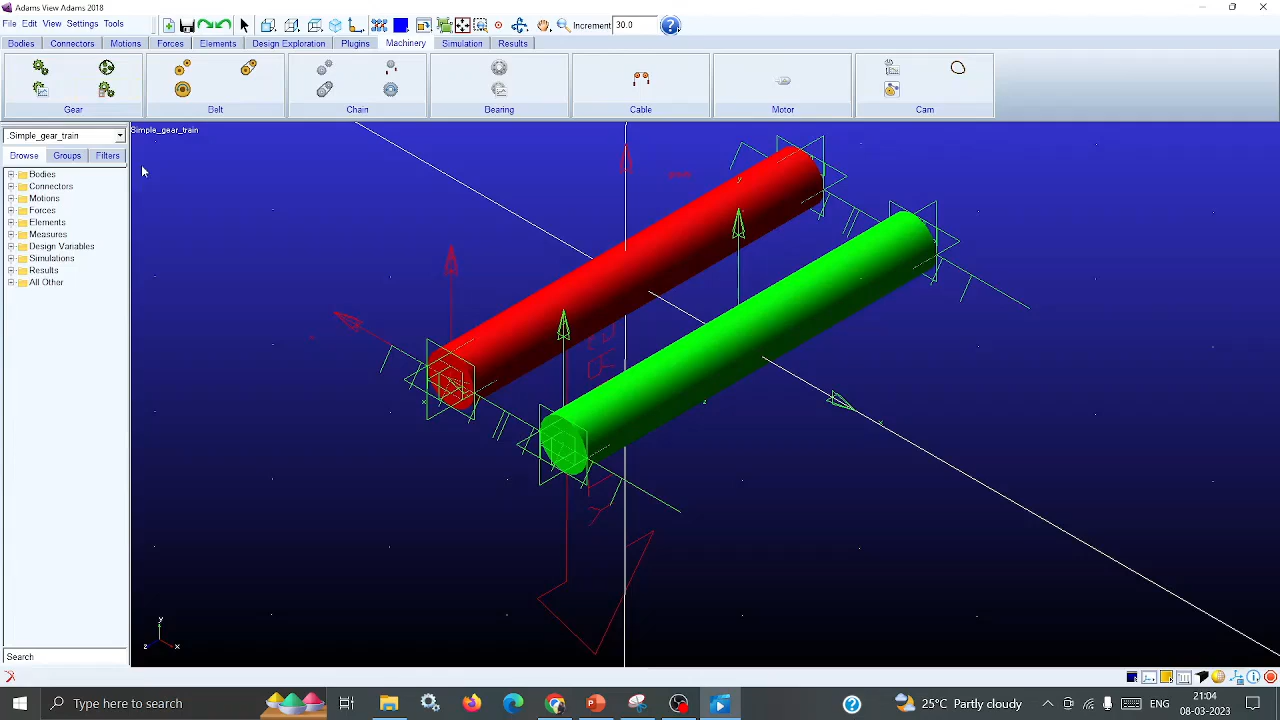 Adams View Adams 2018
File Edit View Settings Tools
Increment 30.0
Bodies Connectors Motions Forces Elements Design Exploration Plugins Machinery Simulation Results
Gear Belt Chain Bearing Cable Motor Cam
.Simple_gear_train
Simple_gear_train
Browse Groups Filters
Bodies
Connectors
Motions
Forces
Elements
Measures
Design Variables
Simulations
Results
All Other
y
z x
Search
Type here to search
25°C Partly cloudy
ENG
21:04
08-03-2023